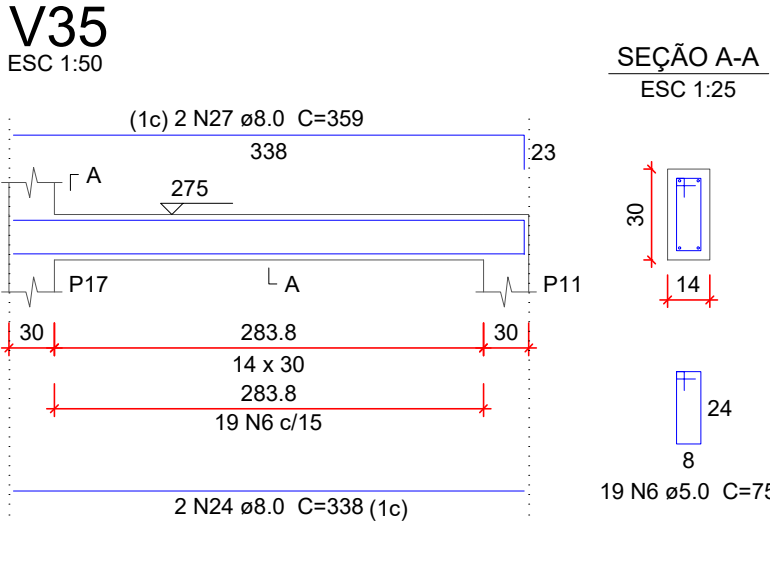 V35
ESC 1:50
SEÇÃO A-A
ESC 1:25
(1c) 2 N27 ø8.0 C=359
338
23
A
275
30
P17
A
P11
14
30
283.8
30
14 x 30
283.8
19 N6 c/15
24
8
2 N24 ø8.0 C=338 (1c)
19 N6 ø5.0 C=75